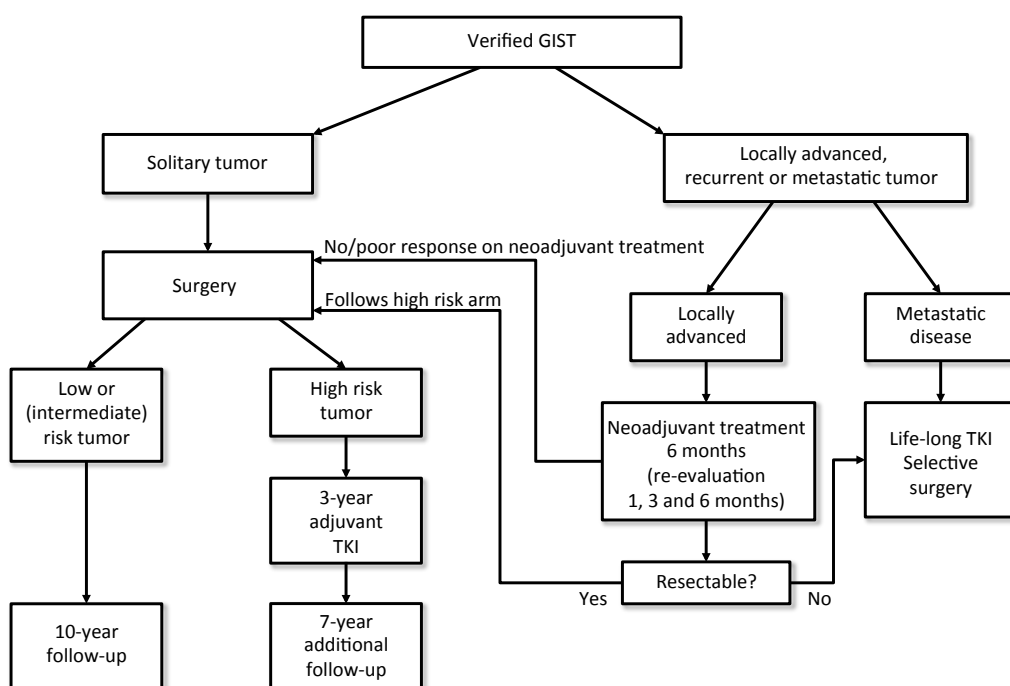 Verified GIST
Solitary tumor
Locally advanced,
recurrent or metastatic tumor
No/poor response on neoadjuvant treatment
Surgery
Follows high risk arm
Locally
advanced
Metastatic
disease
Low or
(intermediate)
risk tumor
High risk
tumor
Neoadjuvant treatment
6 months
(re-evaluation
1, 3 and 6 months)
Life-long TKI
Selective
surgery
3-year
adjuvant
TKI
Resectable?
Yes
No
10-year
follow-up
7-year
additional
follow-up